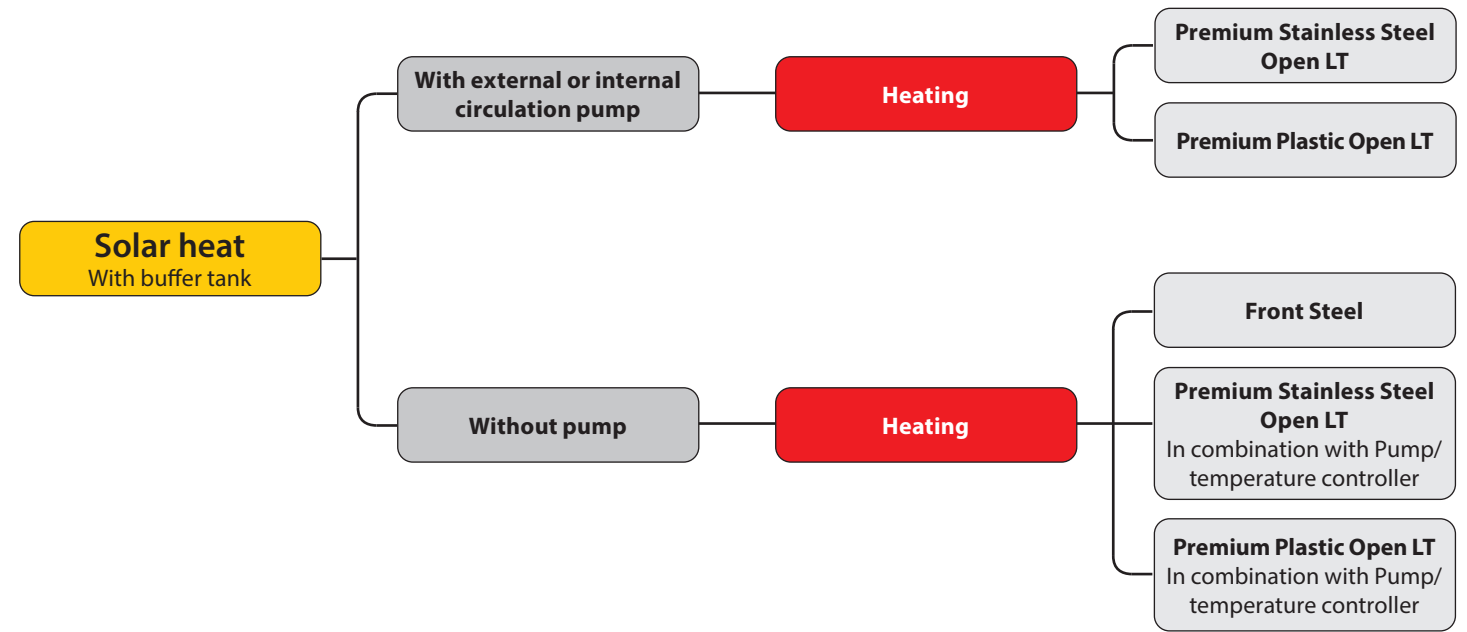 Solar heat
With buffer tank
With external or internal
circulation pump
Heating
Premium Stainless Steel
Open LT
Premium Plastic Open LT
Without pump
Heating
Front Steel
Premium Stainless Steel
Open LT
In combination with Pump/
temperature controller
Premium Plastic Open LT
In combination with Pump/
temperature controller